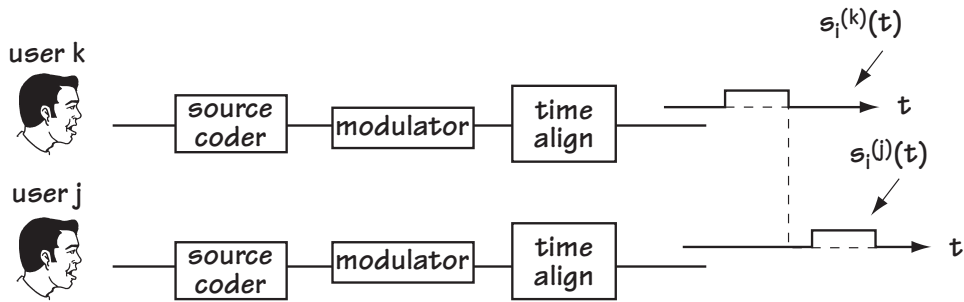 user k
source
coder
modulator
time
align
s_i^(k)(t)
t
user j
source
coder
modulator
time
align
s_i^(j)(t)
t